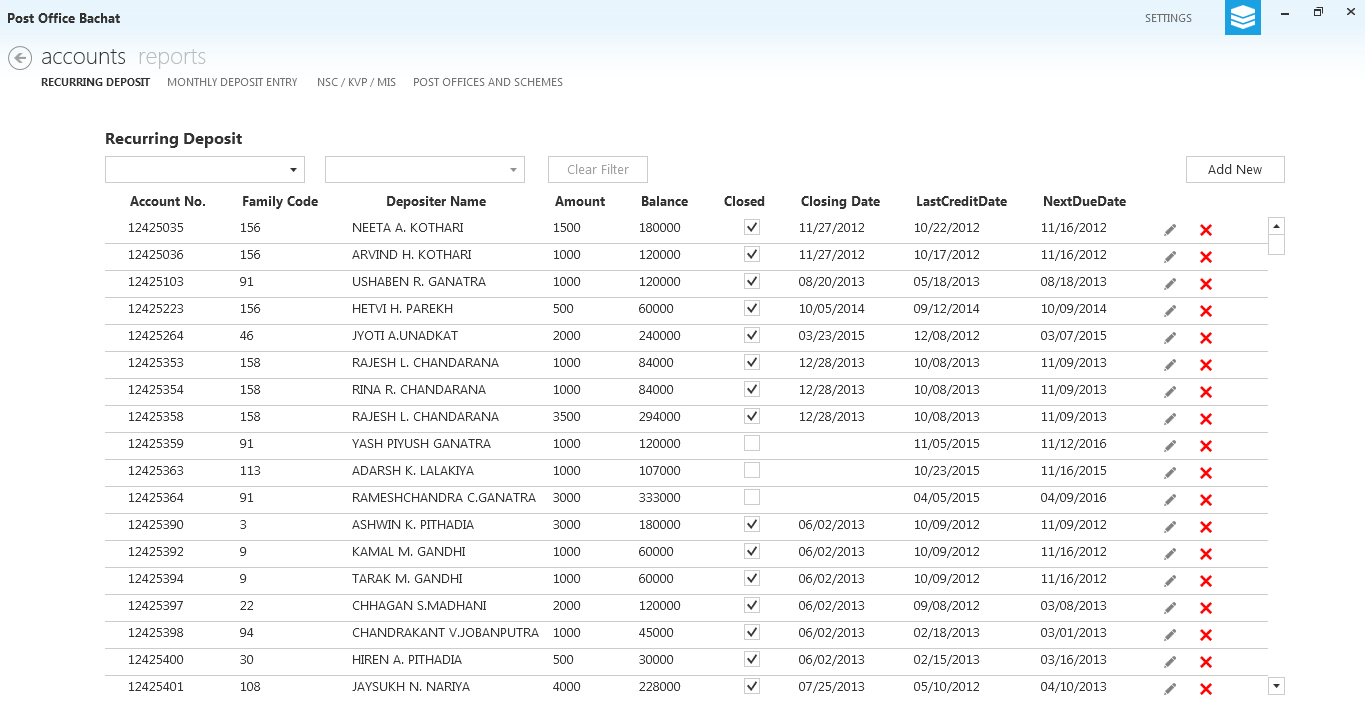 Post Office Bachat
SETTINGS
accounts reports
RECURRING DEPOSIT MONTHLY DEPOSIT ENTRY NSC / KVP / MIS POST OFFICES AND SCHEMES
Recurring Deposit
Clear Filter Add New
Account No. Family Code Depositer Name Amount Balance Closed Closing Date LastCreditDate NextDueDate
12425035 156 NEETA A. KOTHARI 1500 180000 11/27/2012 10/22/2012 11/16/2012
12425036 156 ARVIND H. KOTHARI 1000 120000 11/27/2012 10/17/2012 11/16/2012
12425103 91 USHABEN R. GANATRA 1000 120000 08/20/2013 05/18/2013 08/18/2013
12425223 156 HETVI H. PAREKH 500 60000 10/05/2014 09/12/2014 10/09/2014
12425264 46 JYOTI A.UNADKAT 2000 240000 03/23/2015 12/08/2012 03/07/2015
12425353 158 RAJESH L. CHANDARANA 1000 84000 12/28/2013 10/08/2013 11/09/2013
12425354 158 RINA R. CHANDARANA 1000 84000 12/28/2013 10/08/2013 11/09/2013
12425358 158 RAJESH L. CHANDARANA 3500 294000 12/28/2013 10/08/2013 11/09/2013
12425359 91 YASH PIYUSH GANATRA 1000 120000 11/05/2015 11/12/2016
12425363 113 ADARSH K. LALAKIYA 1000 107000 10/23/2015 11/16/2015
12425364 91 RAMESHCHANDRA C.GANATRA 3000 333000 04/05/2015 04/09/2016
12425390 3 ASHWIN K. PITHADIA 3000 180000 06/02/2013 10/09/2012 11/09/2012
12425392 9 KAMAL M. GANDHI 1000 60000 06/02/2013 10/09/2012 11/16/2012
12425394 9 TARAK M. GANDHI 1000 60000 06/02/2013 10/09/2012 11/16/2012
12425397 22 CHHAGAN S.MADHANI 2000 120000 06/02/2013 09/08/2012 03/08/2013
12425398 94 CHANDRAKANT V.JOBANPUTRA 1000 45000 06/02/2013 02/18/2013 03/01/2013
12425400 30 HIREN A. PITHADIA 500 30000 06/02/2013 02/15/2013 03/16/2013
12425401 108 JAYSUKH N. NARIYA 4000 228000 07/25/2013 05/10/2012 04/10/2013